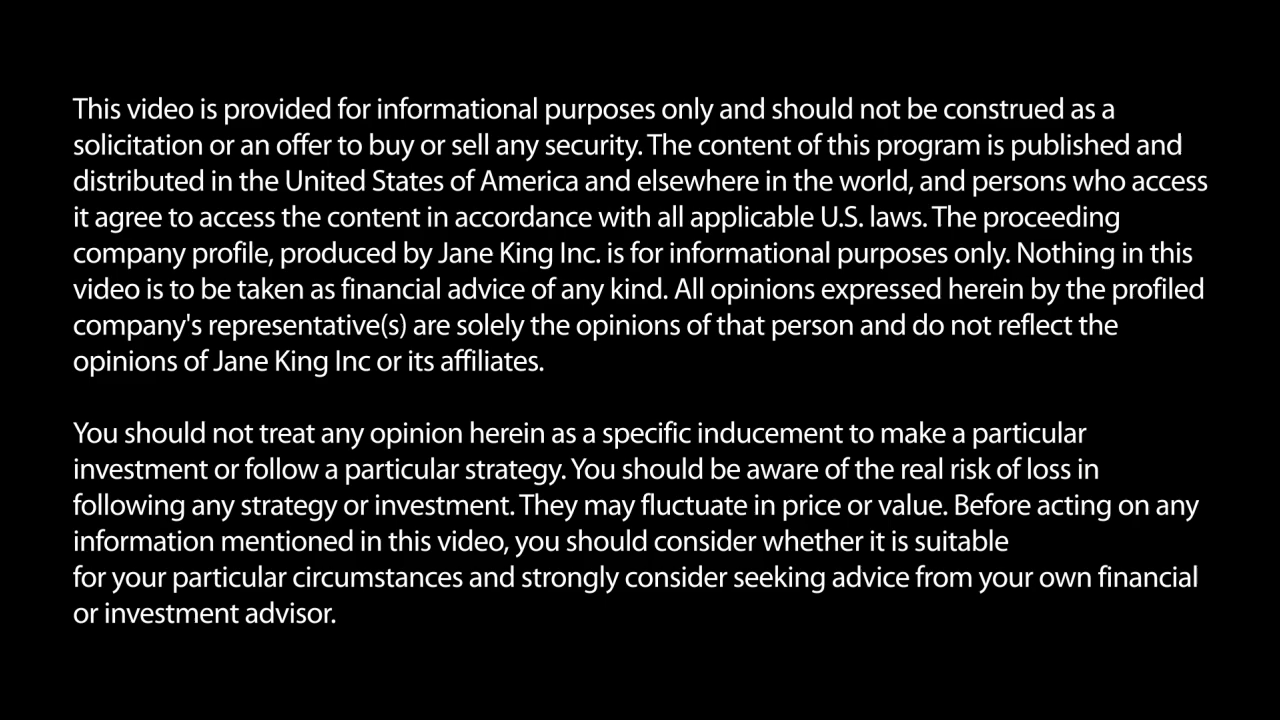 This video is provided for informational purposes only and should not be construed as a
solicitation or an offer to buy or sell any security. The content of this program is published and
distributed in the United States of America and elsewhere in the world, and persons who access
it agree to access the content in accordance with all applicable U.S. laws. The proceeding
company profile, produced by Jane King Inc. is for informational purposes only. Nothing in this
video is to be taken as financial advice of any kind. All opinions expressed herein by the profiled
company's representative(s) are solely the opinions of that person and do not reflect the
opinions of Jane King Inc or its affiliates.

You should not treat any opinion herein as a specific inducement to make a particular
investment or follow a particular strategy. You should be aware of the real risk of loss in
following any strategy or investment. They may fluctuate in price or value. Before acting on any
information mentioned in this video, you should consider whether it is suitable
for your particular circumstances and strongly consider seeking advice from your own financial
or investment advisor.